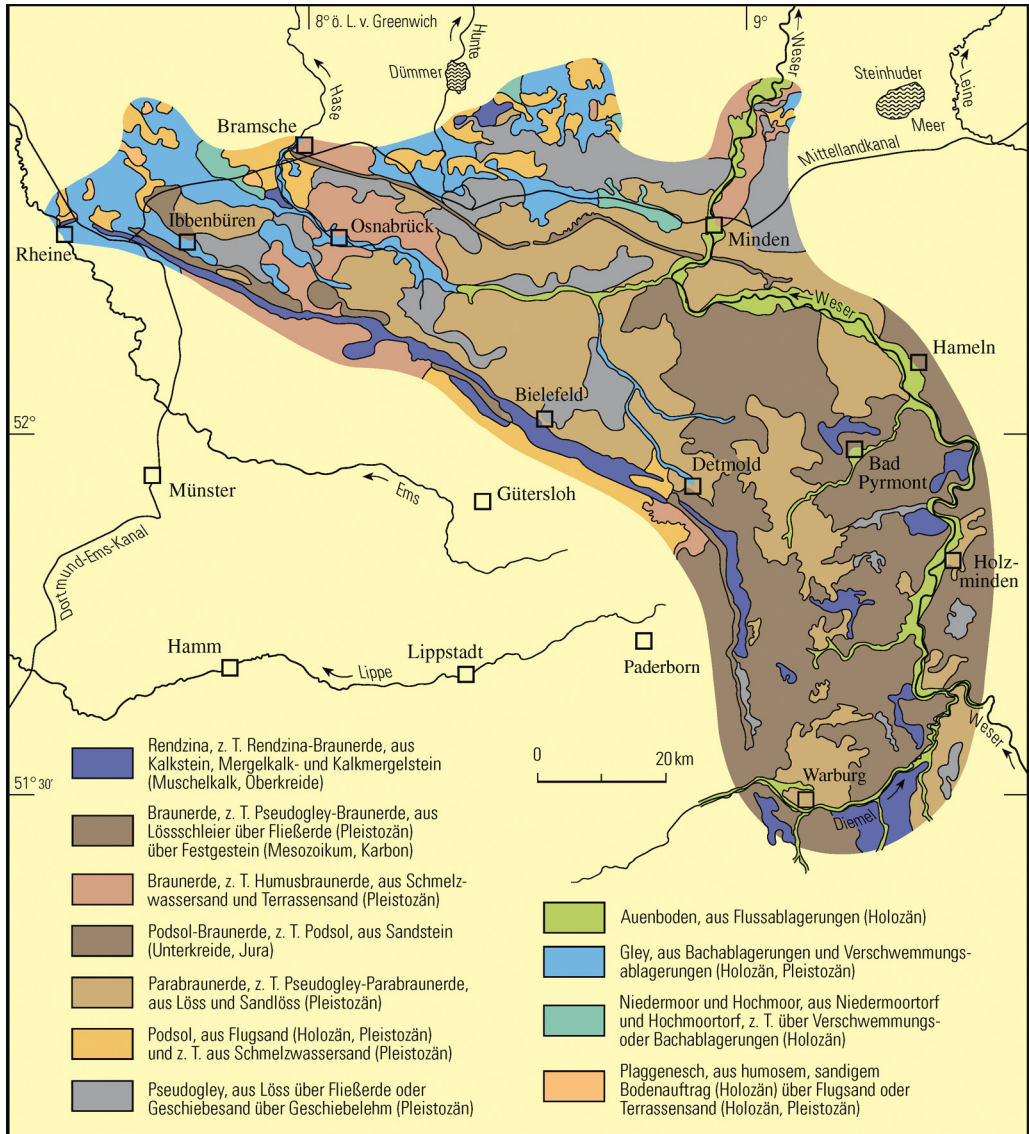 8° ö. L. v. Greenwich
9°
Weser
Hunte
Dümmer
Hase
Steinhuder
Meer
Leine
Bramsche
Mittellandkanal
Ibbenbüren
Osnabrück
Minden
Rheine
Weser
Hameln
52°
Bielefeld
Detmold
Bad
Pyrmont
Münster
Ems
Gütersloh
Dortmund-Ems-Kanal
Holz-
minden
Hamm
Lippe
Lippstadt
Paderborn
Weser
51° 30'
Warburg
Diemel
0
20 km
Rendzina, z. T. Rendzina-Braunerde, aus
Kalkstein, Mergelkalk- und Kalkmergelstein
(Muschelkalk, Oberkreide)
Braunerde, z. T. Pseudogley-Braunerde, aus
Lössschleier über Fließerde (Pleistozän)
über Festgestein (Mesozoikum, Karbon)
Braunerde, z. T. Humusbraunerde, aus Schmelz-
wassersand und Terrassensand (Pleistozän)
Podsol-Braunerde, z. T. Podsol, aus Sandstein
(Unterkreide, Jura)
Parabraunerde, z. T. Pseudogley-Parabraunerde,
aus Löss und Sandlöss (Pleistozän)
Podsol, aus Flugsand (Holozän, Pleistozän)
und z. T. aus Schmelzwassersand (Pleistozän)
Pseudogley, aus Löss über Fließerde oder
Geschiebesand über Geschiebelehm (Pleistozän)
Auenboden, aus Flussablagerungen (Holozän)
Gley, aus Bachablagerungen und Verschwemmungs-
ablagerungen (Holozän, Pleistozän)
Niedermoor und Hochmoor, aus Niedermoortorf
und Hochmoortorf, z. T. über Verschwemmungs-
oder Bachablagerungen (Holozän)
Plaggenesch, aus humosem, sandigem
Bodenauftrag (Holozän) über Flugsand oder
Terrassensand (Holozän, Pleistozän)